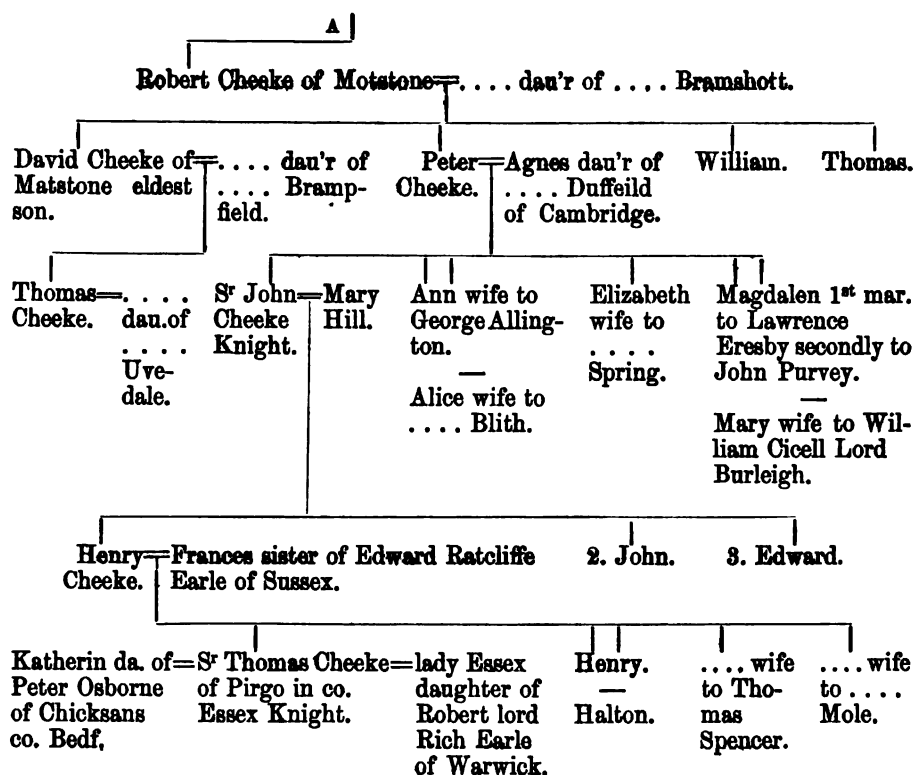 A
Robert Cheeke of Motstone=. . . . dau'r of . . . . Bramshott.
David Cheeke of
Matstone eldest
son.
=. . . . dau'r of
. . . . Bramp-
field.
Peter
Cheeke.
=Agnes dau'r of
. . . . Duffeild
of Cambridge.
William.
Thomas.
Thomas
Cheeke.
=. . . .
dau. of
. . . .
Uve-
dale.
Sʳ John
Cheeke
Knight.
=Mary
Hill.
Ann wife to
George Alling-
ton.
—
Alice wife to
. . . . Blith.
Elizabeth
wife to
. . . .
Spring.
Magdalen 1ˢᵗ mar.
to Lawrence
Eresby secondly to
John Purvey.
—
Mary wife to Wil-
liam Cicell Lord
Burleigh.
Henry
Cheeke.
=Frances sister of Edward Ratcliffe
Earle of Sussex.
2. John.
3. Edward.
Katherin da. of
Peter Osborne
of Chicksans
co. Bedf,
=Sʳ Thomas Cheeke
of Pirgo in co.
Essex Knight.
=lady Essex
daughter of
Robert lord
Rich Earle
of Warwick.
Henry.
—
Halton.
. . . . wife
to Tho-
mas
Spencer.
. . . . wife
to . . . .
Mole.